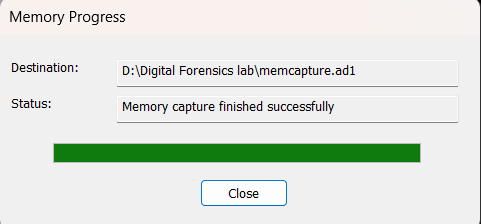 Memory Progress
Destination: D:\Digital Forensics lab\memcapture.ad1
Status: Memory capture finished successfully
Close